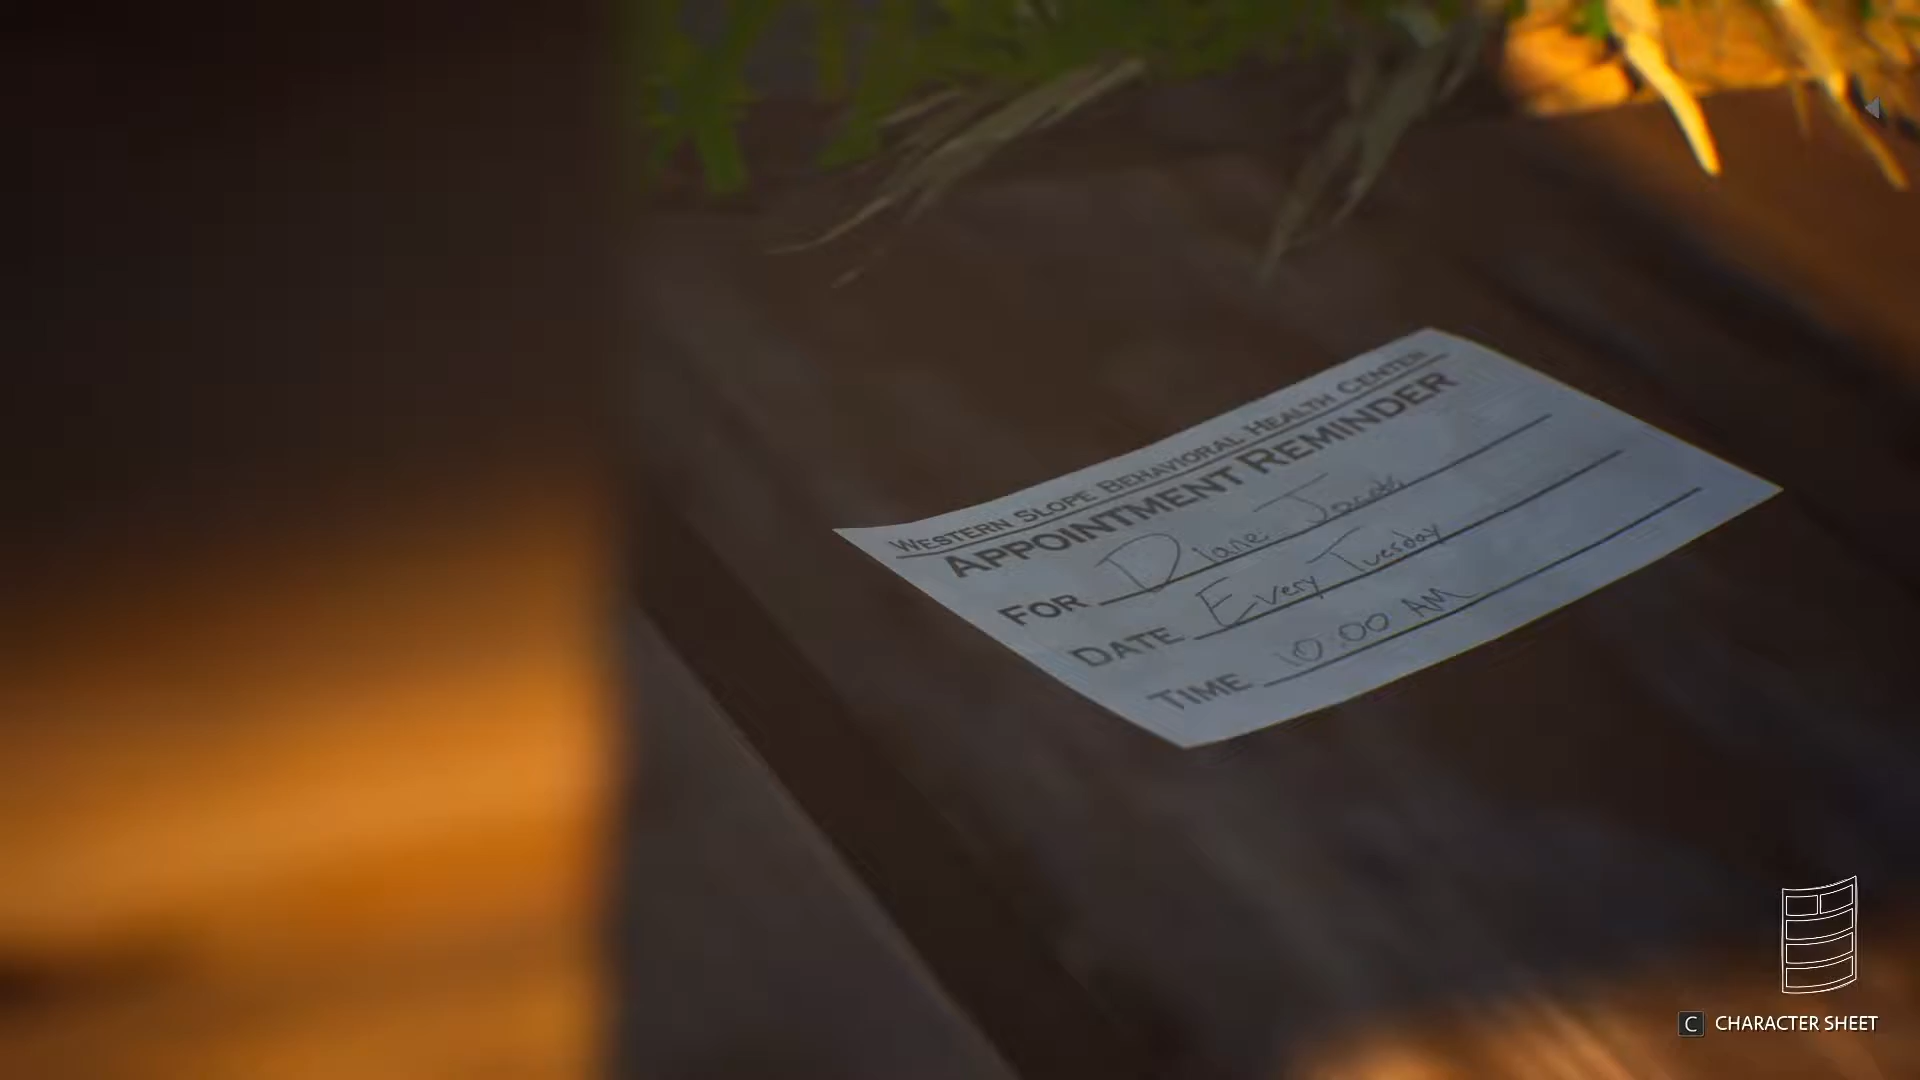 WESTERN SLOPE BEHAVIORAL HEALTH CENTER
APPOINTMENT REMINDER
FOR Diane Jacobs
DATE Every Tuesday
TIME 10:00 AM
C CHARACTER SHEET